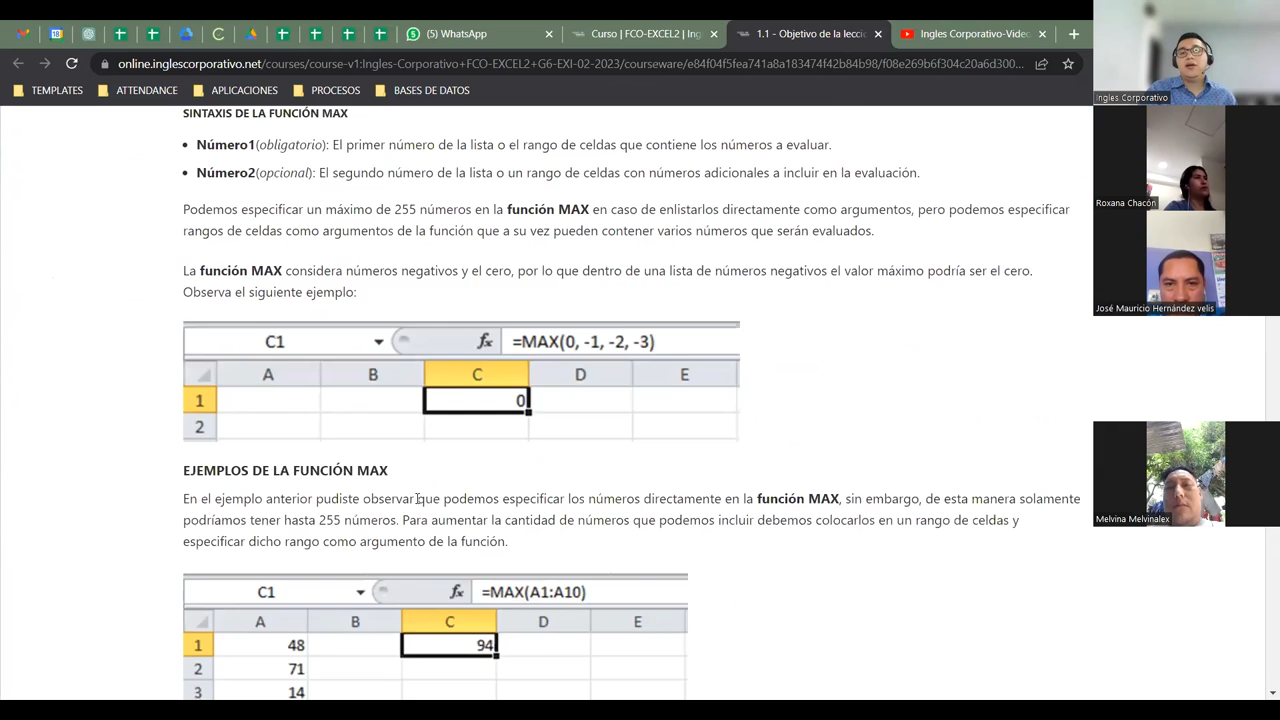 (5) WhatsApp
Curso | FCO-EXCEL2 | Ing
1.1 - Objetivo de la lecci
Ingles Corporativo-Video
online.inglescorporativo.net/courses/course-v1:Ingles-Corporativo+FCO-EXCEL2+G6-EXI-02-2023/courseware/e84f04f5fea741a8a183474f42b84b98/f08e269b6f304c20a6d300...
TEMPLATES
ATTENDANCE
APLICACIONES
PROCESOS
BASES DE DATOS
Ingles Corporativo
Roxana Chacón
José Mauricio Hernández velis
Melvina Melvinalex
SINTAXIS DE LA FUNCIÓN MAX
• Número1(obligatorio): El primer número de la lista o el rango de celdas que contiene los números a evaluar.
• Número2(opcional): El segundo número de la lista o un rango de celdas con números adicionales a incluir en la evaluación.
Podemos especificar un máximo de 255 números en la función MAX en caso de enlistarlos directamente como argumentos, pero podemos especificar
rangos de celdas como argumentos de la función que a su vez pueden contener varios números que serán evaluados.
La función MAX considera números negativos y el cero, por lo que dentro de una lista de números negativos el valor máximo podría ser el cero.
Observa el siguiente ejemplo:
C1 fx =MAX(0, -1, -2, -3)
A B C D E
1 0
2
EJEMPLOS DE LA FUNCIÓN MAX
En el ejemplo anterior pudiste observar que podemos especificar los números directamente en la función MAX, sin embargo, de esta manera solamente
podríamos tener hasta 255 números. Para aumentar la cantidad de números que podemos incluir debemos colocarlos en un rango de celdas y
especificar dicho rango como argumento de la función.
C1 fx =MAX(A1:A10)
A B C D E
1 48 94
2 71
3 14